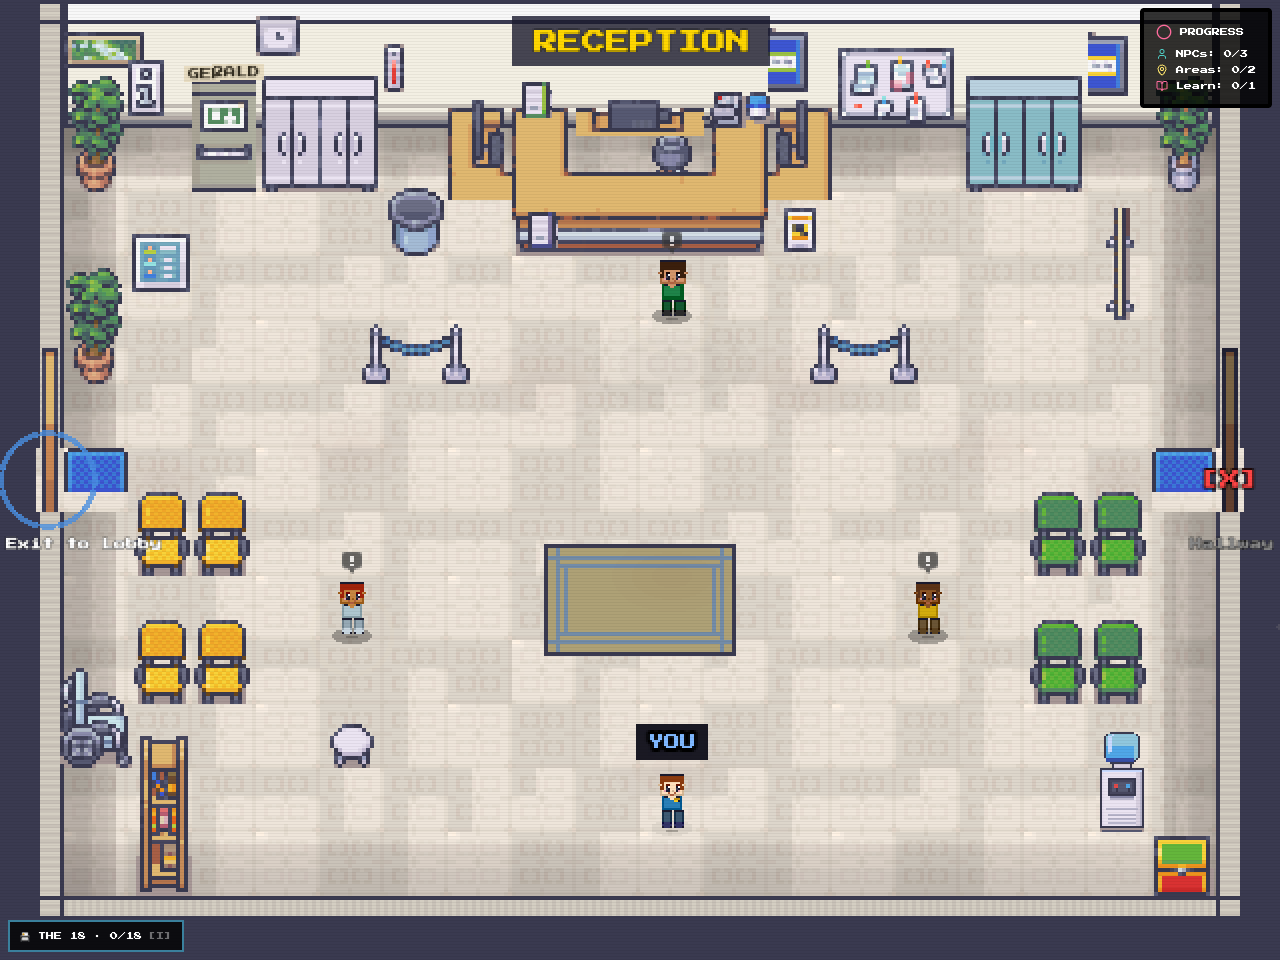 RECEPTION
PROGRESS
NPCs: 0/3
Areas: 0/2
Learn: 0/1
GERALD
!
[X]
Exit to Lobby
Hallway
!
!
YOU
THE 18 · 0/18 [I]